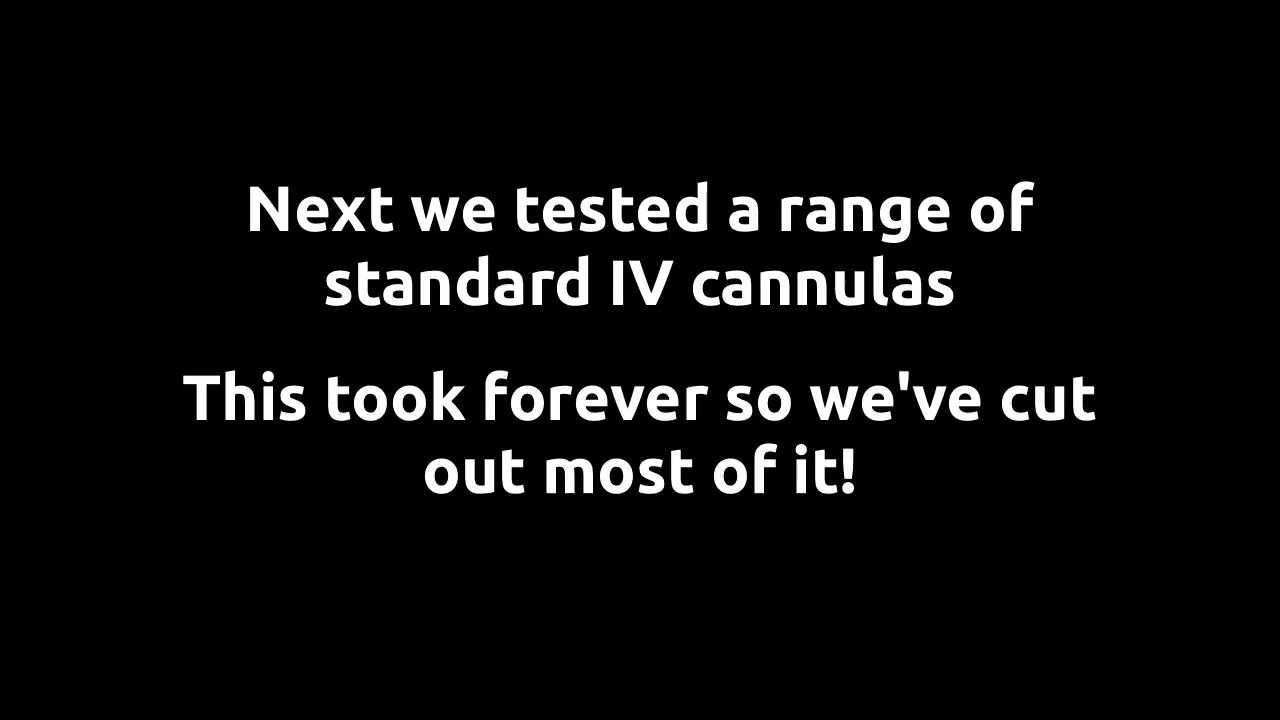 Next we tested a range of
standard IV cannulas
This took forever so we've cut
out most of it!